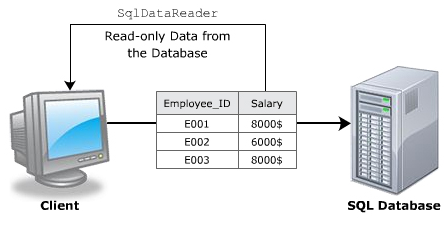 SqlDataReader
Read-only Data from
the Database
Employee_ID Salary
E001 8000$
E002 6000$
E003 8000$
Client
SQL Database